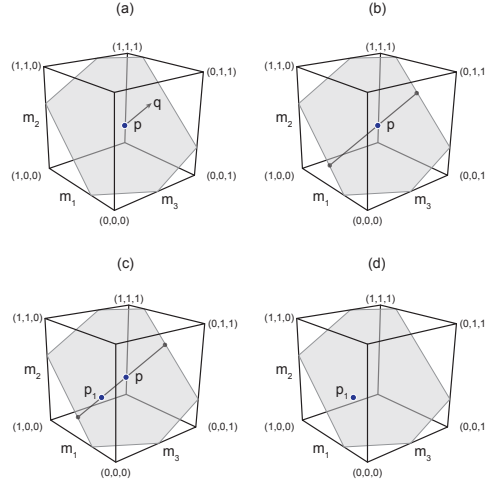 (a)
(1,1,1)
(1,1,0)
(0,1,1)
q
p
m2
(1,0,0)
(0,0,1)
m1
m3
(0,0,0)
(b)
(1,1,1)
(1,1,0)
(0,1,1
p
m2
(1,0,0)
(0,0,1
m1
m3
(0,0,0)
(c)
(1,1,1)
(1,1,0)
(0,1,1)
p
m2
p1
(1,0,0)
(0,0,1)
m1
m3
(0,0,0)
(d)
(1,1,1)
(1,1,0)
(0,1,1
m2
p1
(1,0,0)
(0,0,1
m1
m3
(0,0,0)